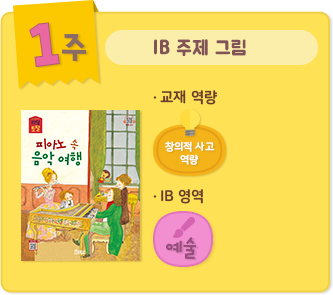 1주
IB 주제 그림
피아노 속
음악 여행
· 교재 역량
창의적 사고
역량
· IB 영역
예술